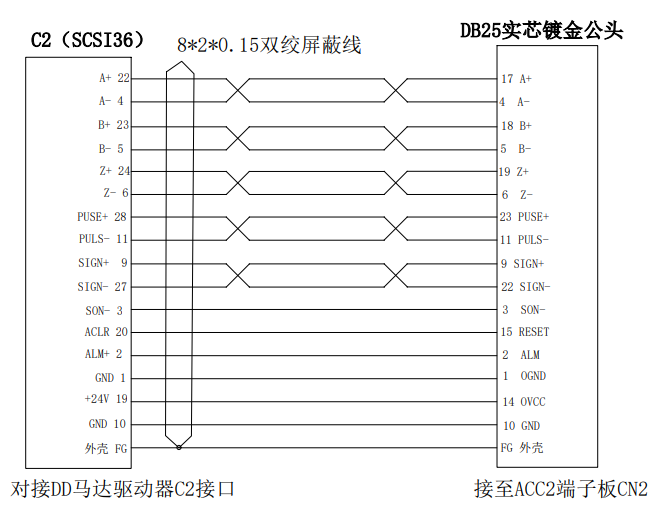 C2（SCSI36）
8*2*0.15双绞屏蔽线
DB25实芯镀金公头
A+ 22
17 A+
A- 4
4 A-
B+ 23
18 B+
B- 5
5 B-
Z+ 24
19 Z+
Z- 6
6 Z-
PUSE+ 28
23 PUSE+
PULS- 11
11 PULS-
SIGN+ 9
9 SIGN+
SIGN- 27
22 SIGN-
SON- 3
3 SON-
ACLR 20
15 RESET
ALM+ 2
2 ALM
GND 1
1 OGND
+24V 19
14 OVCC
GND 10
10 GND
外壳 FG
FG 外壳
对接DD马达驱动器C2接口
接至ACC2端子板CN2